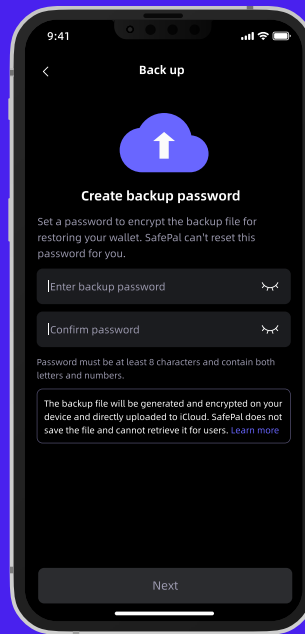 9:41
Back up
Create backup password
Set a password to encrypt the backup file for
restoring your wallet. SafePal can't reset this
password for you.
Enter backup password
Confirm password
Password must be at least 8 characters and contain both
letters and numbers.
The backup file will be generated and encrypted on your
device and directly uploaded to iCloud. SafePal does not
save the file and cannot retrieve it for users. Learn more
Next